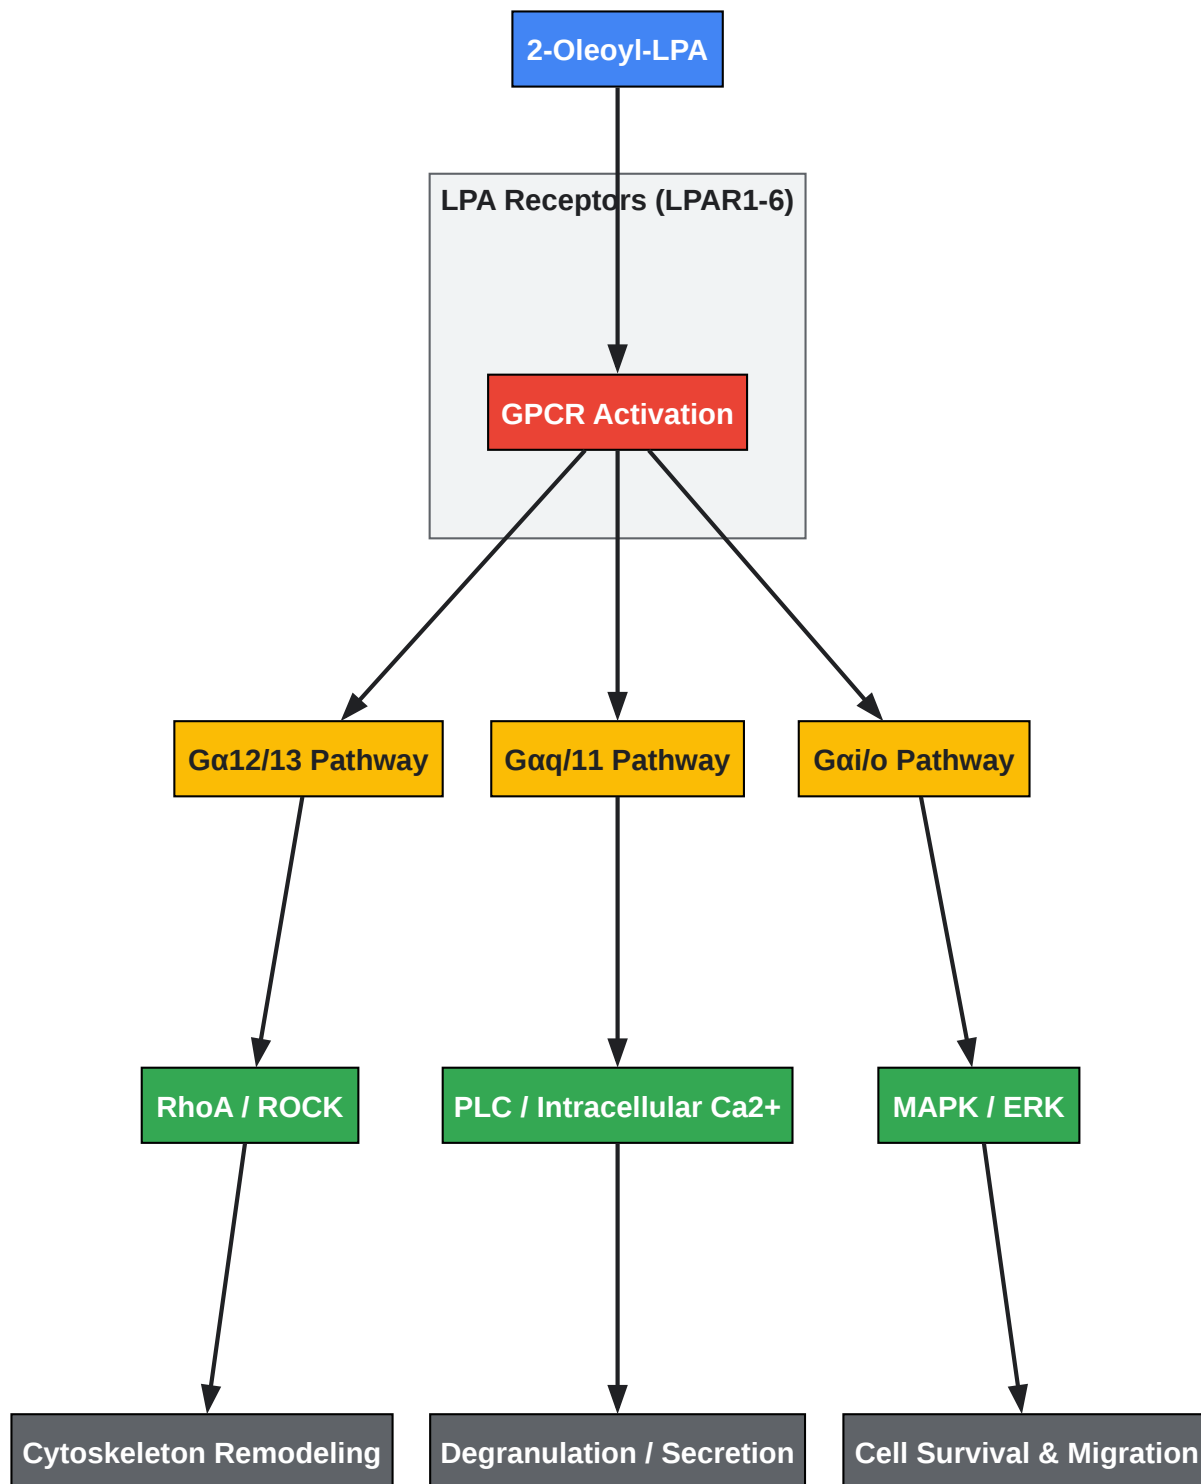 2-Oleoyl-LPA
LPA Receptors (LPAR1-6)
GPCR Activation
Gα12/13 Pathway
Gαq/11 Pathway
Gαi/o Pathway
RhoA / ROCK
PLC / Intracellular Ca2+
MAPK / ERK
Cytoskeleton Remodeling
Degranulation / Secretion
Cell Survival & Migration